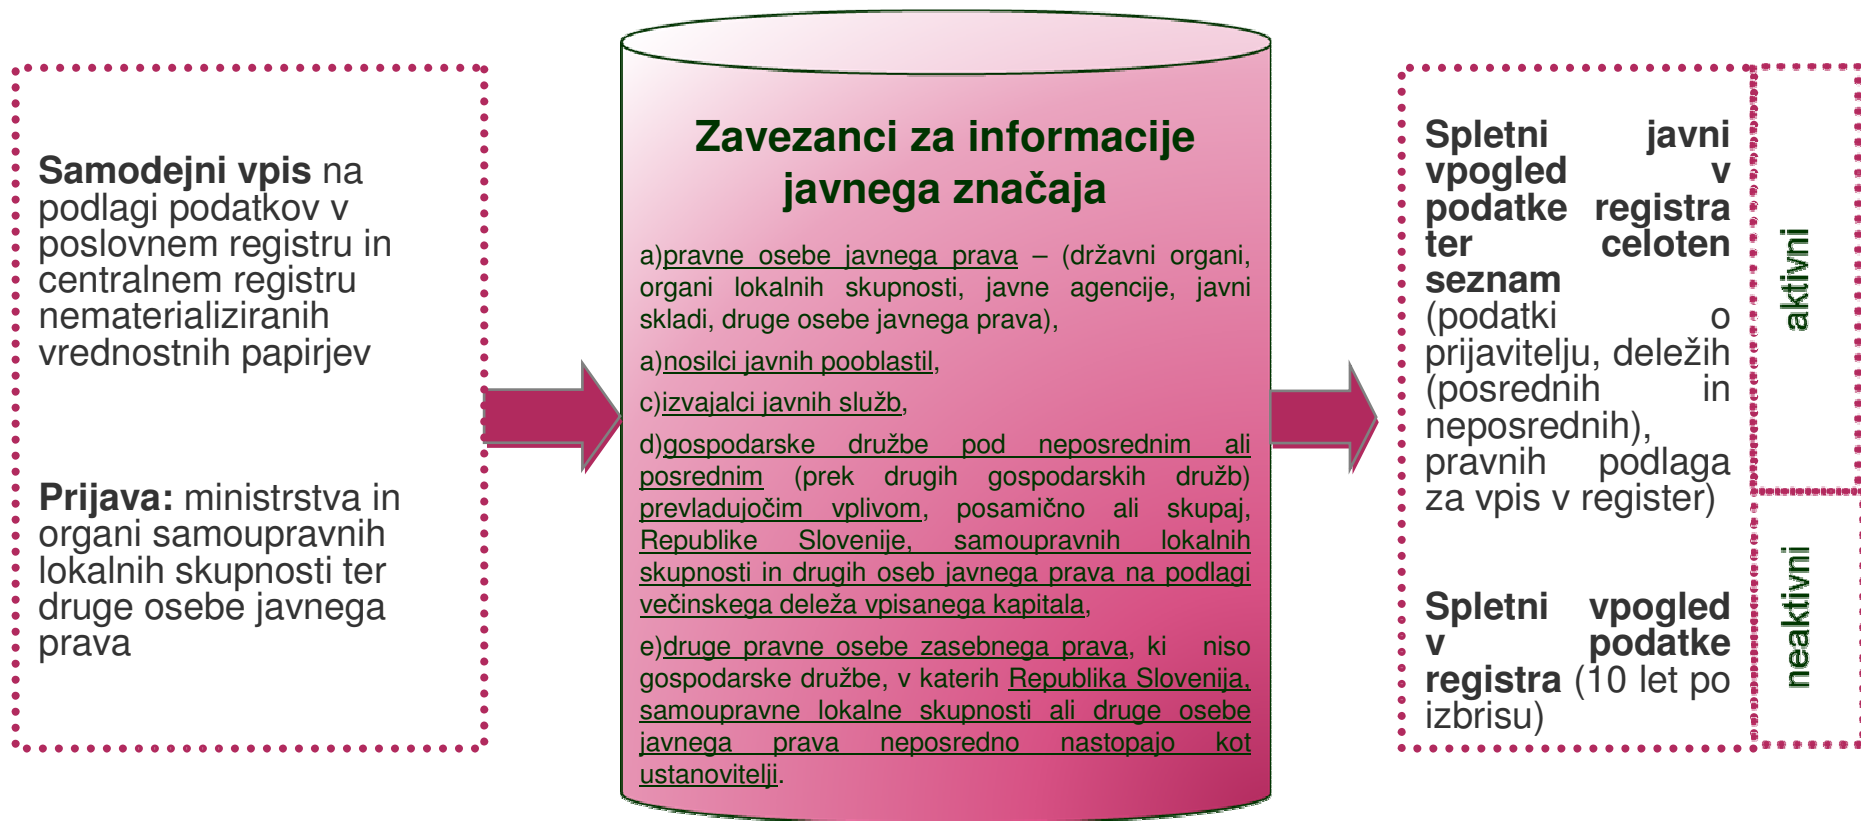 Samodejni vpis na
podlagi podatkov v
poslovnem registru in
centralnem registru
nematerializiranih
vrednostnih papirjev
Prijava: ministrstva in
organi samoupravnih
lokalnih skupnosti ter
druge osebe javnega
prava
Zavezanci za informacije
javnega značaja
a)pravne osebe javnega prava – (državni organi,
organi lokalnih skupnosti, javne agencije, javni
skladi, druge osebe javnega prava),
a)nosilci javnih pooblastil,
c)izvajalci javnih služb,
d)gospodarske družbe pod neposrednim ali
posrednim (prek drugih gospodarskih družb)
prevladujočim vplivom, posamično ali skupaj,
Republike Slovenije, samoupravnih lokalnih
skupnosti in drugih oseb javnega prava na podlagi
večinskega deleža vpisanega kapitala,
e)druge pravne osebe zasebnega prava, ki niso
gospodarske družbe, v katerih Republika Slovenija,
samoupravne lokalne skupnosti ali druge osebe
javnega prava neposredno nastopajo kot
ustanovitelji.
Spletni javni
vpogled v
podatke registra
ter celoten
seznam
(podatki o
prijavitelju, deležih
(posrednih in
neposrednih),
pravnih podlaga
za vpis v register)
Spletni vpogled
v podatke
registra (10 let po
izbrisu)
aktivni
neaktivni